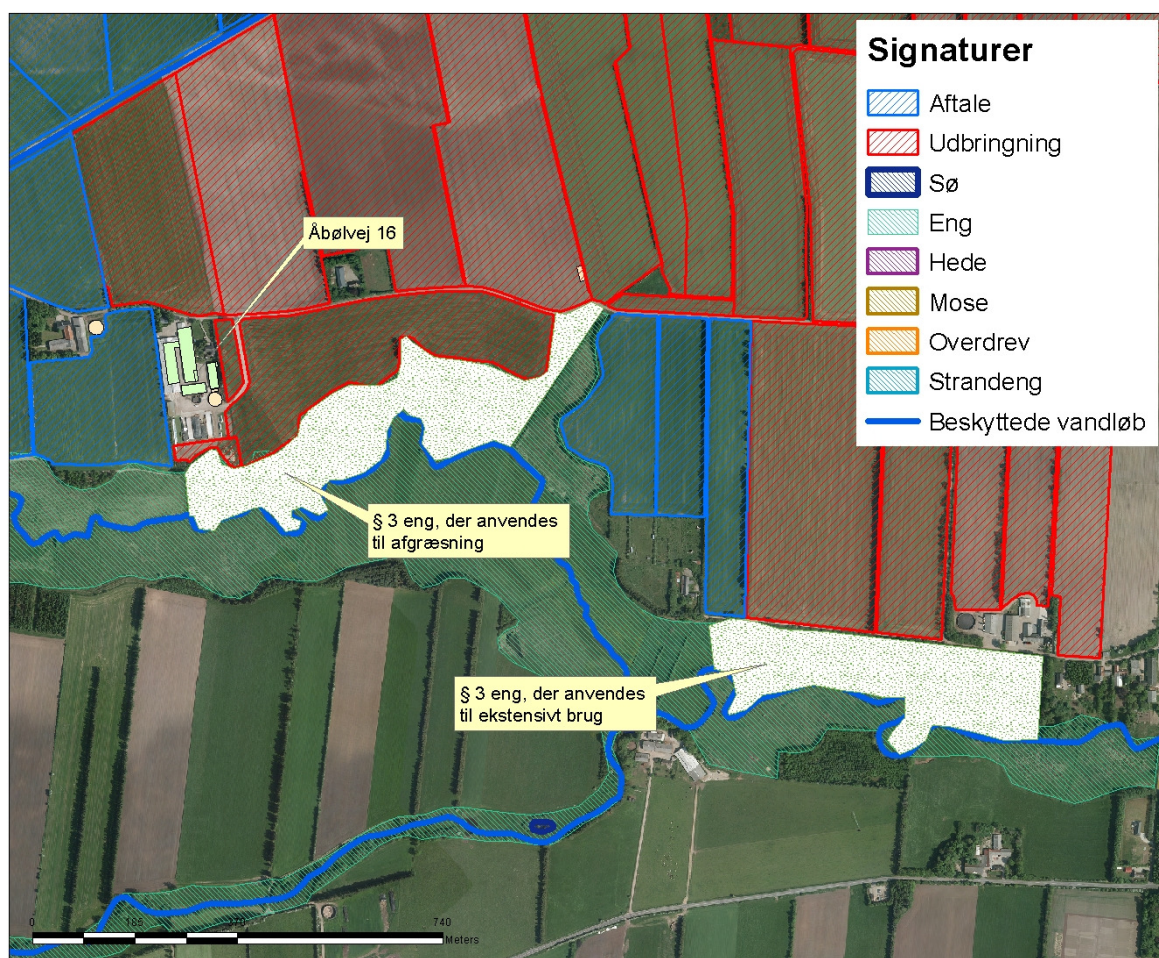 Signaturer
Aftale
Udbringning
Sø
Eng
Hede
Mose
Overdrev
Strandeng
Beskyttede vandløb
Åbølvej 16
§ 3 eng, der anvendes
til afgræsning
§ 3 eng, der anvendes
til ekstensivt brug
0 185 370 740
Meters